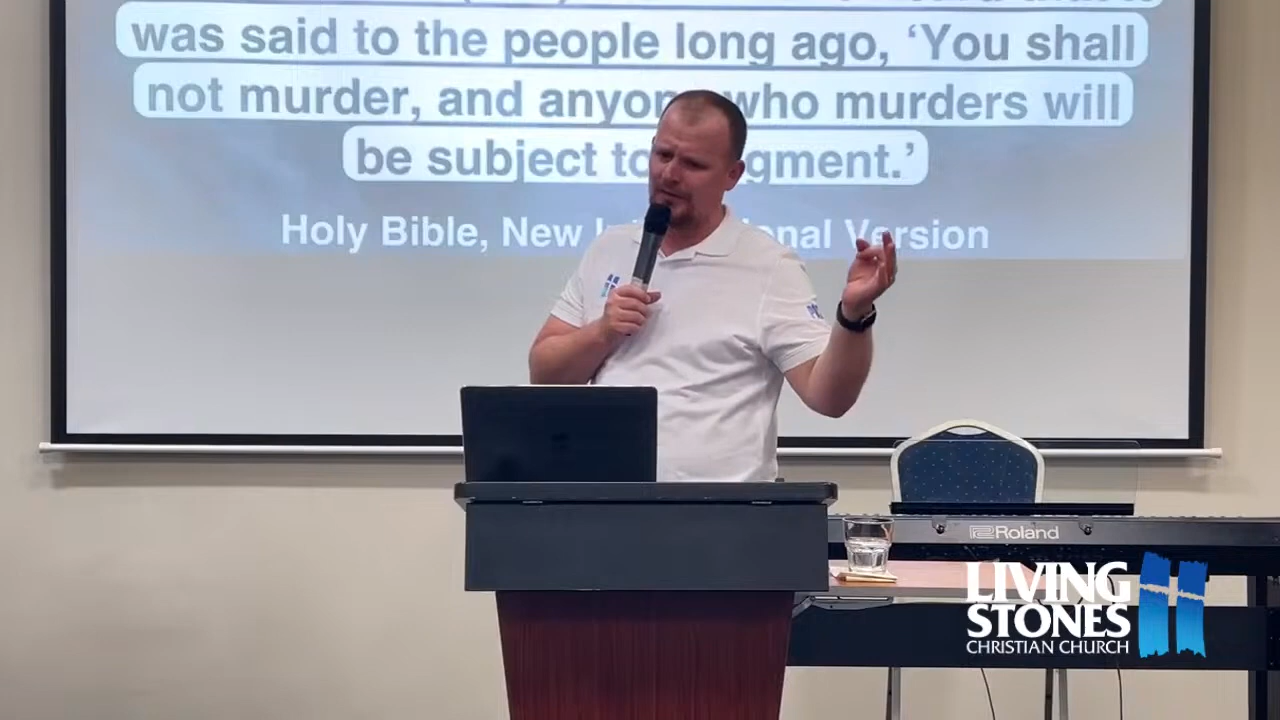 was said to the people long ago, ‘You shall
not murder, and who murders will
be subject
Holy Bible, New Version
Roland
LIVING
STONES
CHRISTIAN CHURCH